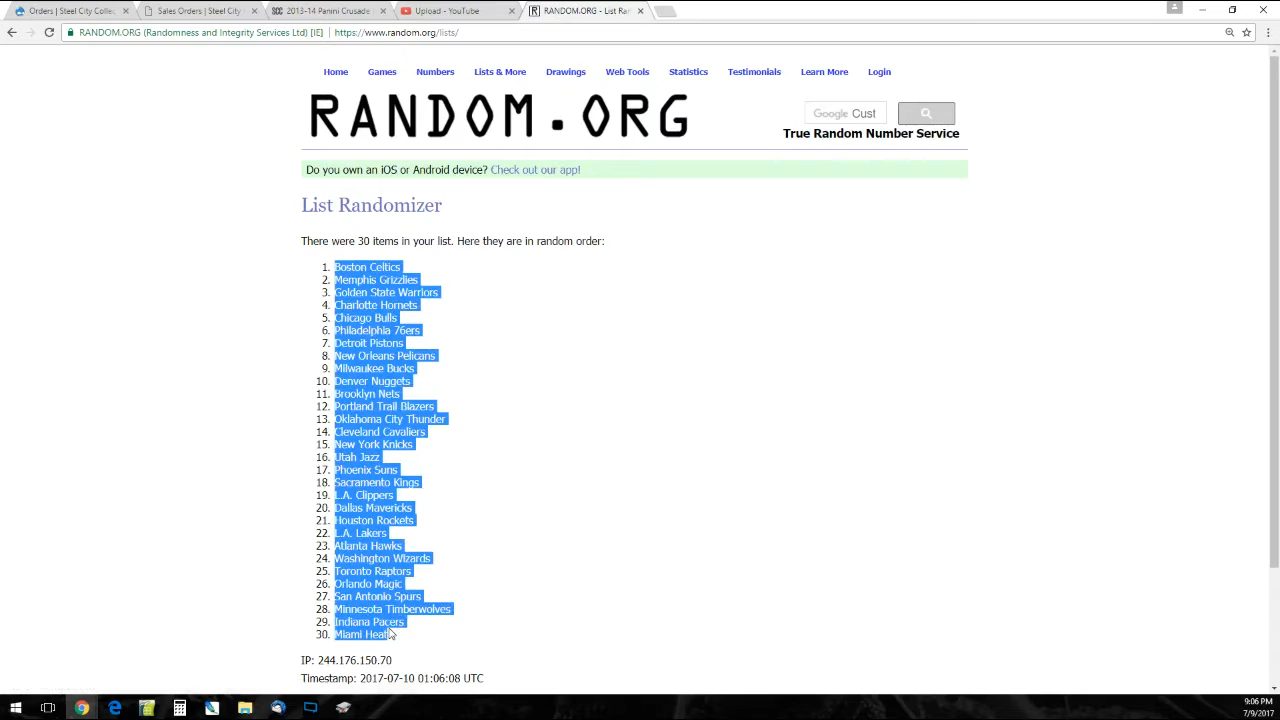 Orders | Steel City Collec
Sales Orders | Steel City
2013-14 Panini Crusade
Upload - YouTube
RANDOM.ORG - List Ran
RANDOM.ORG (Randomness and Integrity Services Ltd) [IE] | https://www.random.org/lists/
Home Games Numbers Lists & More Drawings Web Tools Statistics Testimonials Learn More Login
RANDOM.ORG
Google Cust
True Random Number Service
Do you own an iOS or Android device? Check out our app!
List Randomizer
There were 30 items in your list. Here they are in random order:
1. Boston Celtics
2. Memphis Grizzlies
3. Golden State Warriors
4. Charlotte Hornets
5. Chicago Bulls
6. Philadelphia 76ers
7. Detroit Pistons
8. New Orleans Pelicans
9. Milwaukee Bucks
10. Denver Nuggets
11. Brooklyn Nets
12. Portland Trail Blazers
13. Oklahoma City Thunder
14. Cleveland Cavaliers
15. New York Knicks
16. Utah Jazz
17. Phoenix Suns
18. Sacramento Kings
19. L.A. Clippers
20. Dallas Mavericks
21. Houston Rockets
22. L.A. Lakers
23. Atlanta Hawks
24. Washington Wizards
25. Toronto Raptors
26. Orlando Magic
27. San Antonio Spurs
28. Minnesota Timberwolves
29. Indiana Pacers
30. Miami Heat
IP: 244.176.150.70
Timestamp: 2017-07-10 01:06:08 UTC
9:06 PM
7/9/2017